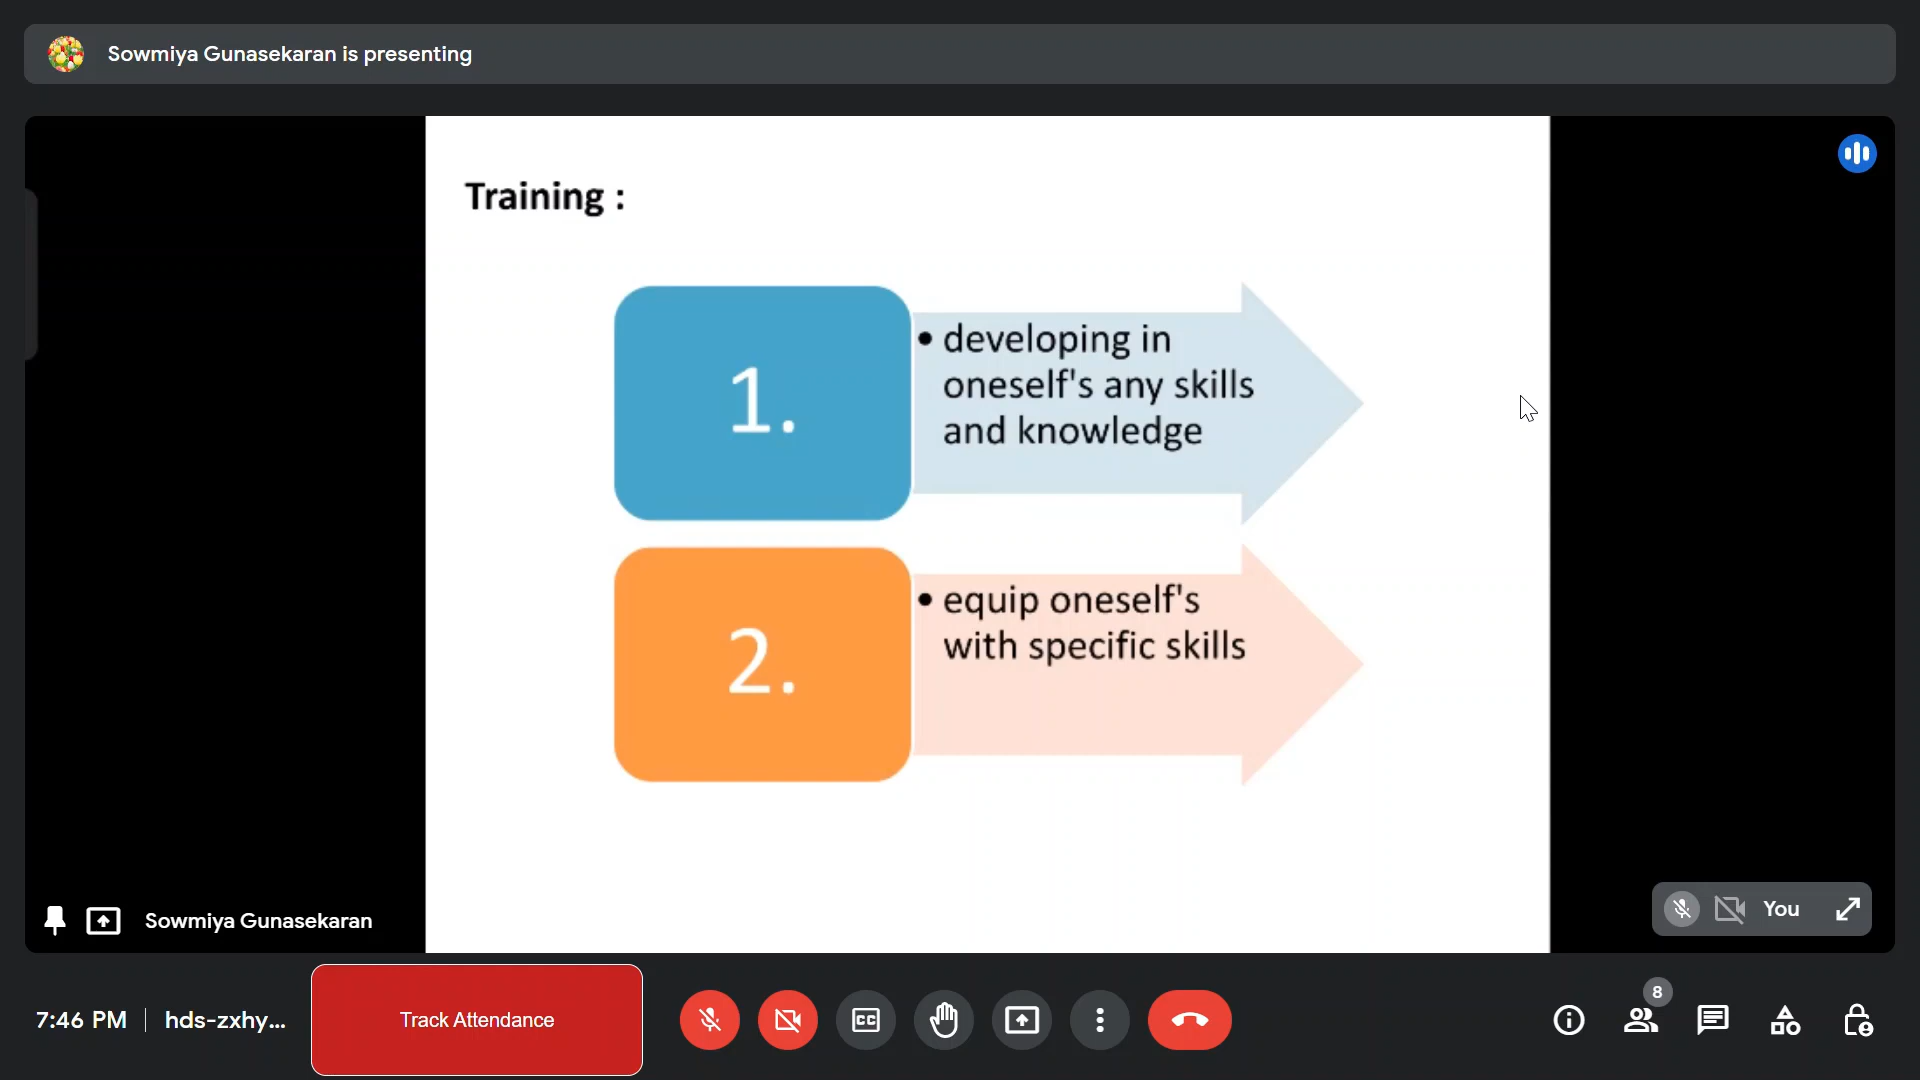 Sowmiya Gunasekaran is presenting
Training :
1.
• developing in
oneself's any skills
and knowledge
2.
• equip oneself's
with specific skills
Sowmiya Gunasekaran
You
7:46 PM | hds-zxhy...
Track Attendance
CC
8